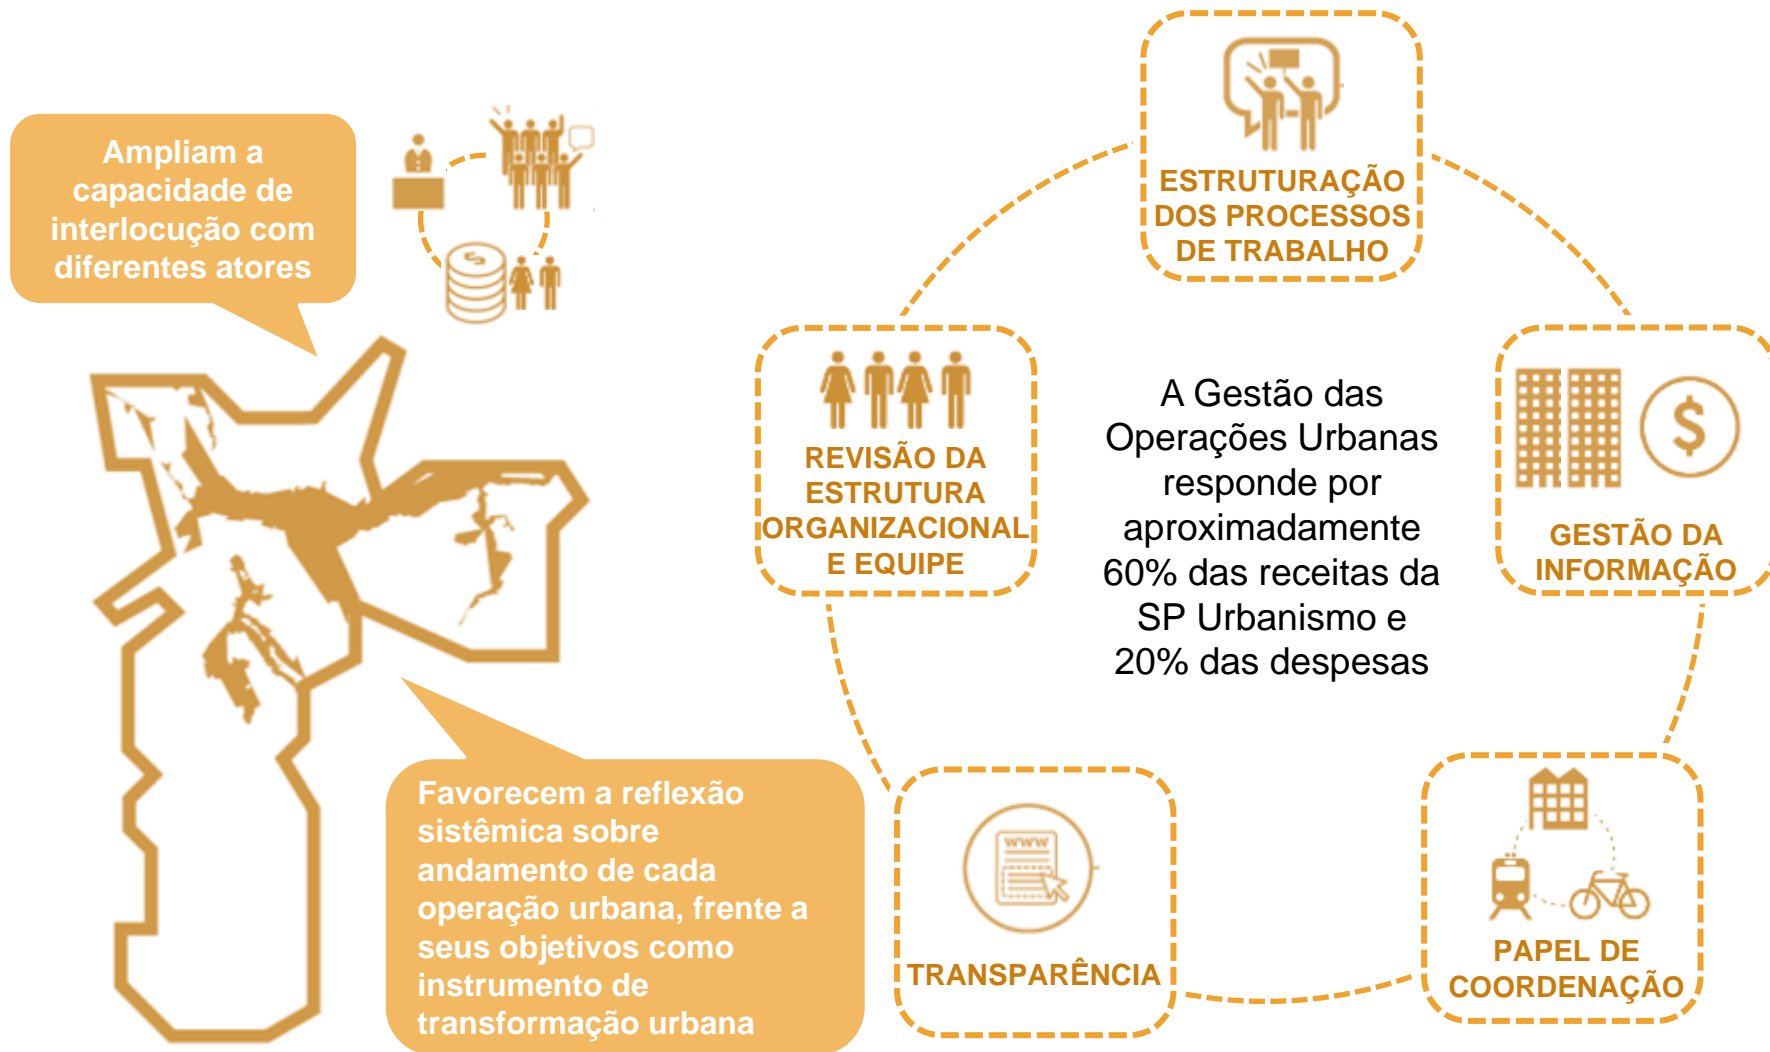 Ampliam a
capacidade de
interlocução com
diferentes atores
Favorecem a reflexão
sistêmica sobre
andamento de cada
operação urbana, frente a
seus objetivos como
instrumento de
transformação urbana
ESTRUTURAÇÃO
DOS PROCESSOS
DE TRABALHO
REVISÃO DA
ESTRUTURA
ORGANIZACIONAL
E EQUIPE
A Gestão das
Operações Urbanas
responde por
aproximadamente
60% das receitas da
SP Urbanismo e
20% das despesas
$
GESTÃO DA
INFORMAÇÃO
www
TRANSPARÊNCIA
PAPEL DE
COORDENAÇÃO